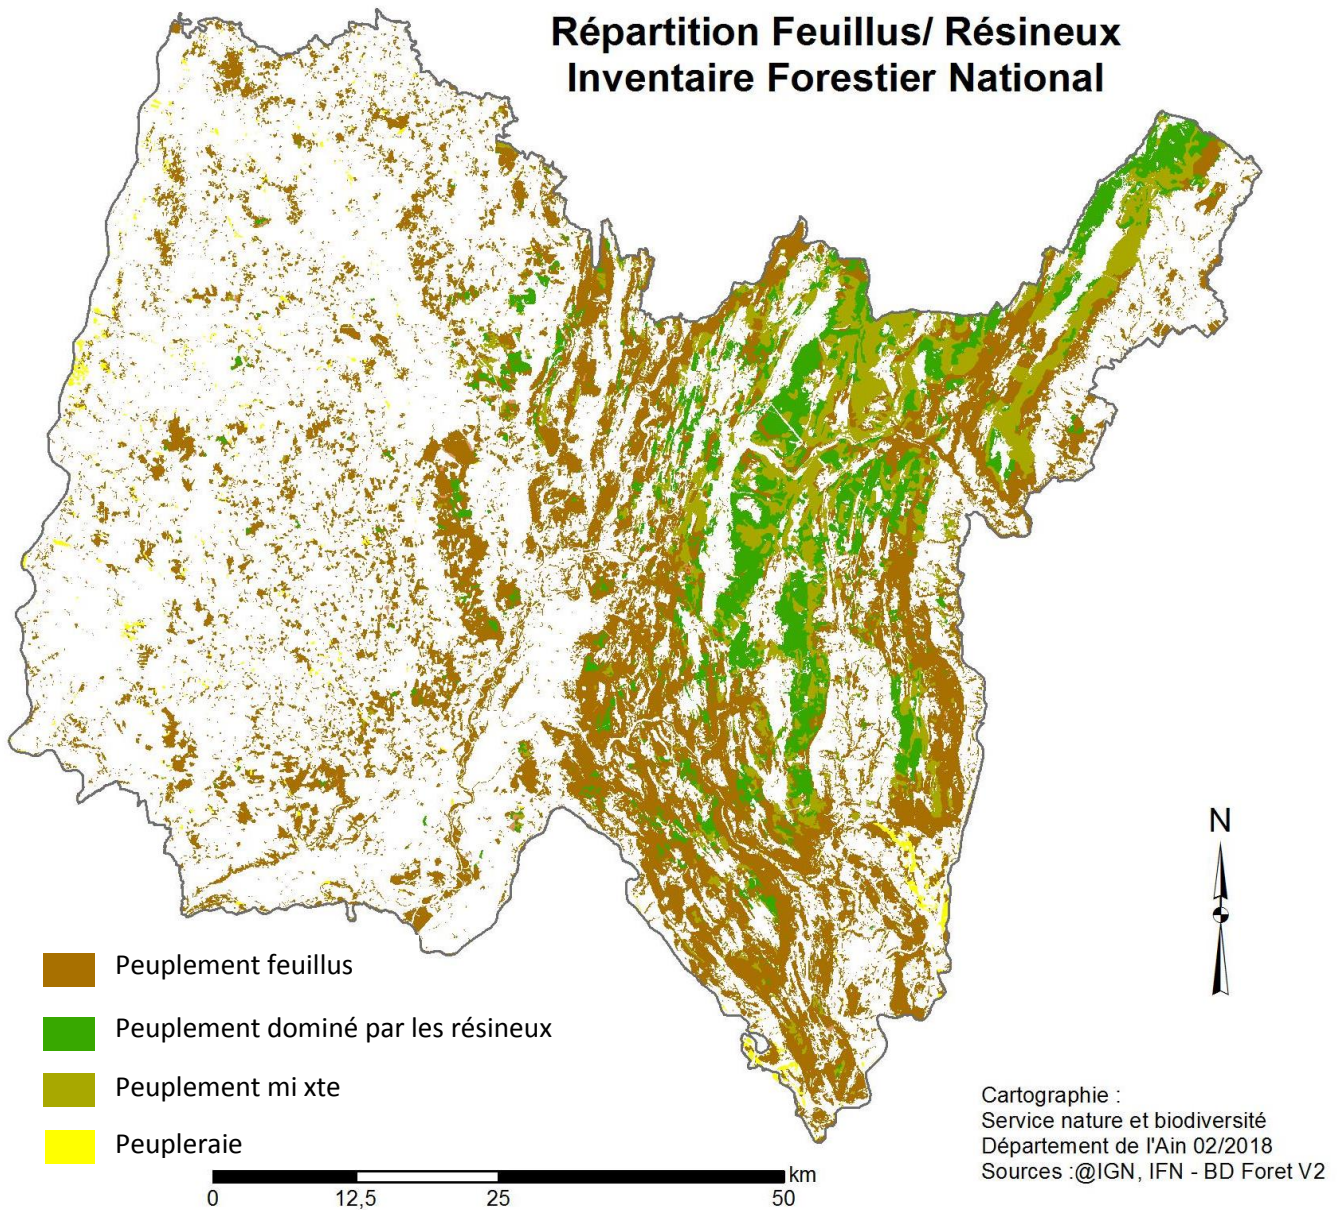 Répartition Feuillus/ Résineux
Inventaire Forestier National
N
Peuplement feuillus
Peuplement dominé par les résineux
Peuplement mi xte
Peupleraie
km
0 12,5 25 50
Cartographie :
Service nature et biodiversité
Département de l'Ain 02/2018
Sources :@IGN, IFN - BD Foret V2